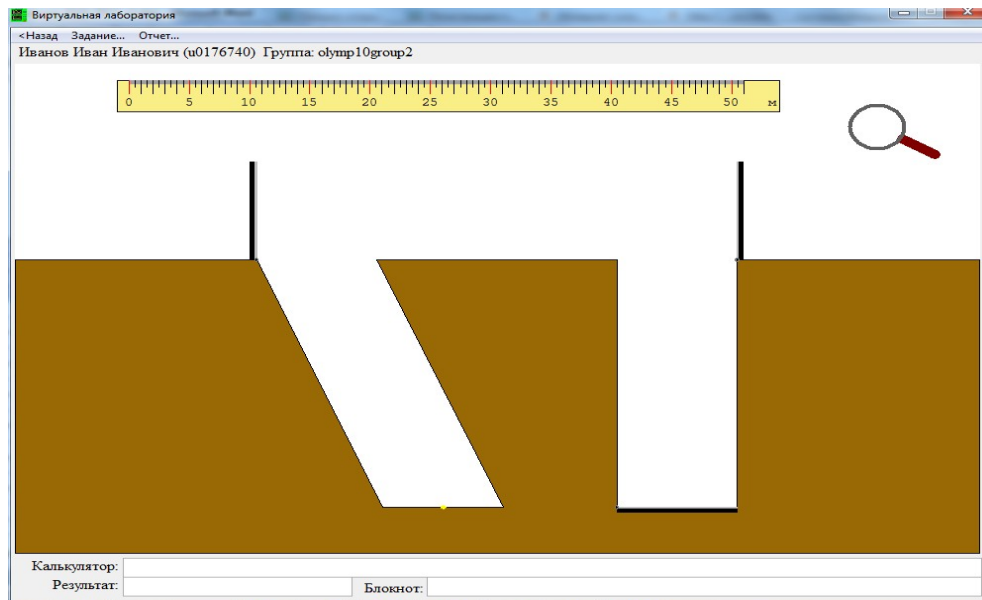 Виртуальная лаборатория
<Назад Задание... Отчет...
Иванов Иван Иванович (u0176740) Группа: olymp10group2
0 5 10 15 20 25 30 35 40 45 50 м
Калькулятор:
Результат: Блокнот: